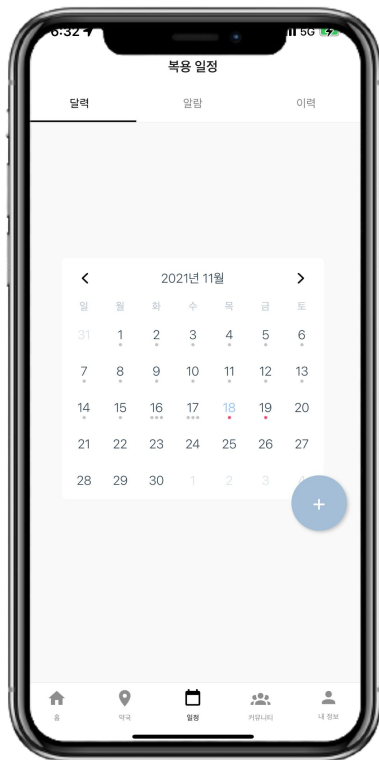 6:32
5G
복용 일정
달력 알람 이력
2021년 11월
일 월 화 수 목 금 토
31 1 2 3 4 5 6
7 8 9 10 11 12 13
14 15 16 17 18 19 20
21 22 23 24 25 26 27
28 29 30 1 2 3 4
+
홈 약국 일정 커뮤니티 내 정보